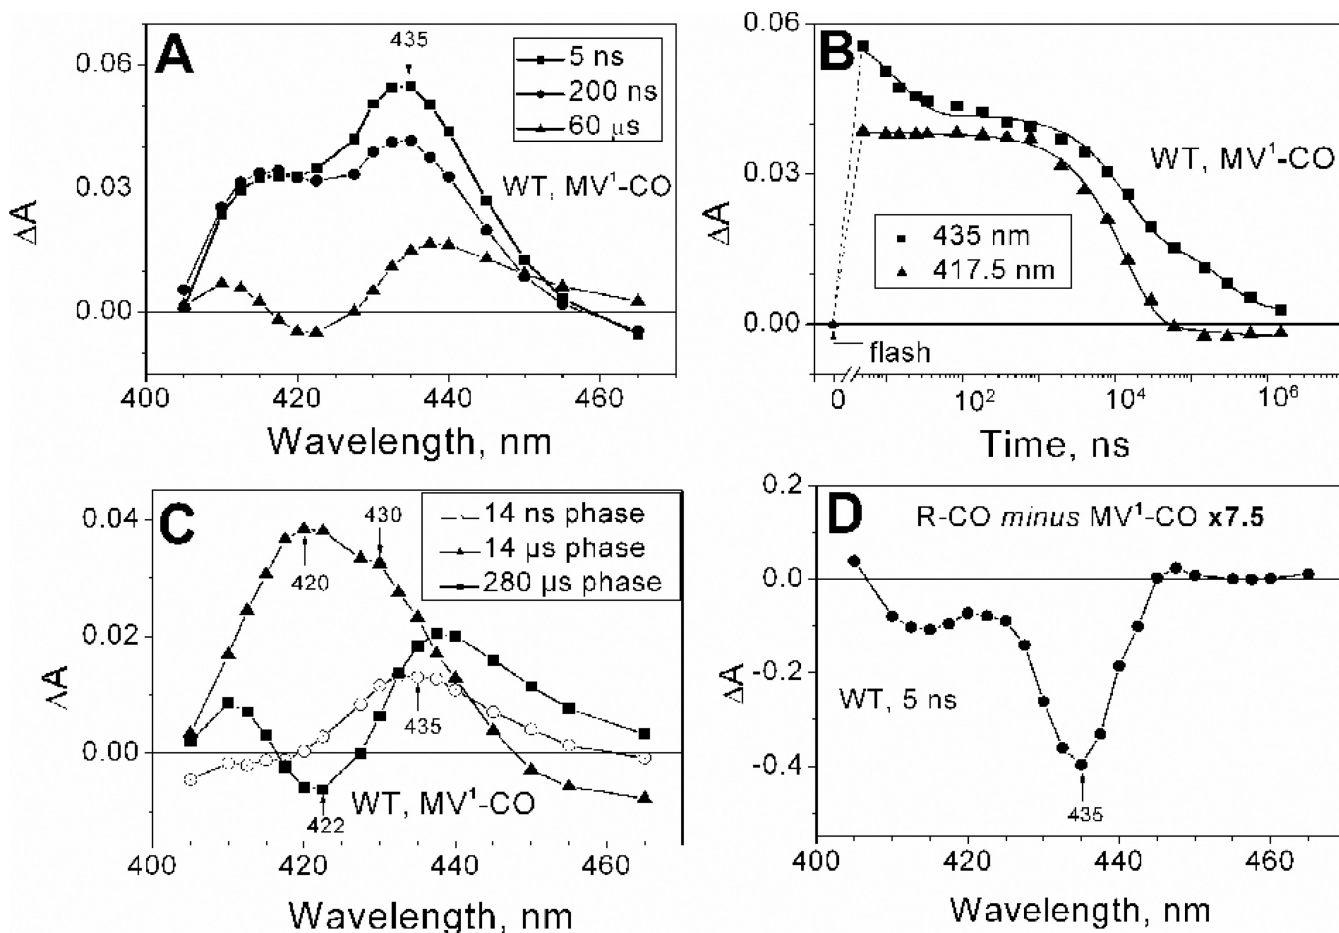 A
435
5 ns
200 ns
60 µs
WT, MV¹-CO
0.06
0.03
0.00
ΔA
400 420 440 460
Wavelength, nm
B
0.06
0.03
0.00
ΔA
WT, MV¹-CO
435 nm
417.5 nm
flash
0 10² 10⁴ 10⁶
Time, ns
C
430
14 ns phase
14 µs phase
280 µs phase
420
435
422
WT, MV¹-CO
0.04
0.02
0.00
ΔA
400 420 440 460
Wavelength, nm
D
R-CO minus MV¹-CO x7.5
0.2
0.0
-0.2
-0.4
ΔA
WT, 5 ns
435
400 420 440 460
Wavelength, nm